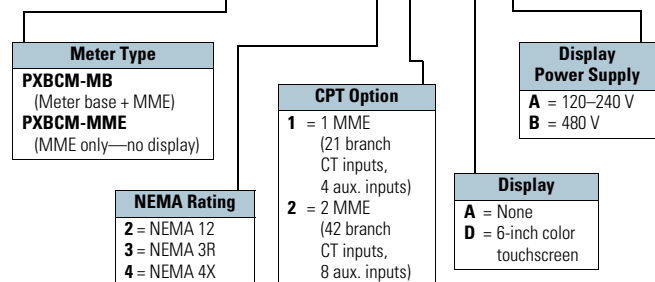 Meter Type
PXBCM-MB
(Meter base + MME)
PXBCM-MME
(MME only—no display)
NEMA Rating
2 = NEMA 12
3 = NEMA 3R
4 = NEMA 4X
CPT Option
1 = 1 MME
(21 branch
CT inputs,
4 aux. inputs)
2 = 2 MME
(42 branch
CT inputs,
8 aux. inputs)
Display
A = None
D = 6-inch color
touchscreen
Display
Power Supply
A = 120–240 V
B = 480 V